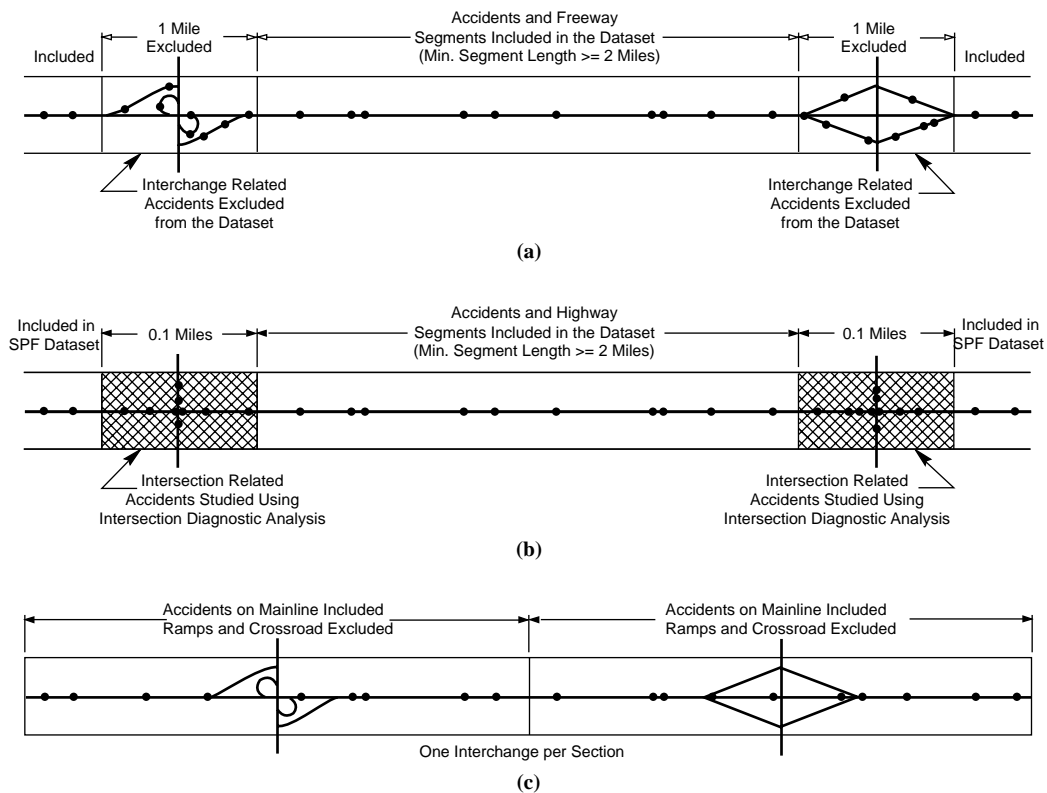 Accidents and Freeway
Segments Included in the Dataset
(Min. Segment Length >= 2 Miles)
Included
1 Mile
Excluded
1 Mile
Excluded
Included
Interchange Related
Accidents Excluded
from the Dataset
Interchange Related
Accidents Excluded
from the Dataset
(a)
Accidents and Highway
Segments Included in the Dataset
(Min. Segment Length >= 2 Miles)
Included in
SPF Dataset
0.1 Miles
0.1 Miles
Included in
SPF Dataset
Intersection Related
Accidents Studied Using
Intersection Diagnostic Analysis
Intersection Related
Accidents Studied Using
Intersection Diagnostic Analysis
(b)
Accidents on Mainline Included
Ramps and Crossroad Excluded
Accidents on Mainline Included
Ramps and Crossroad Excluded
One Interchange per Section
(c)